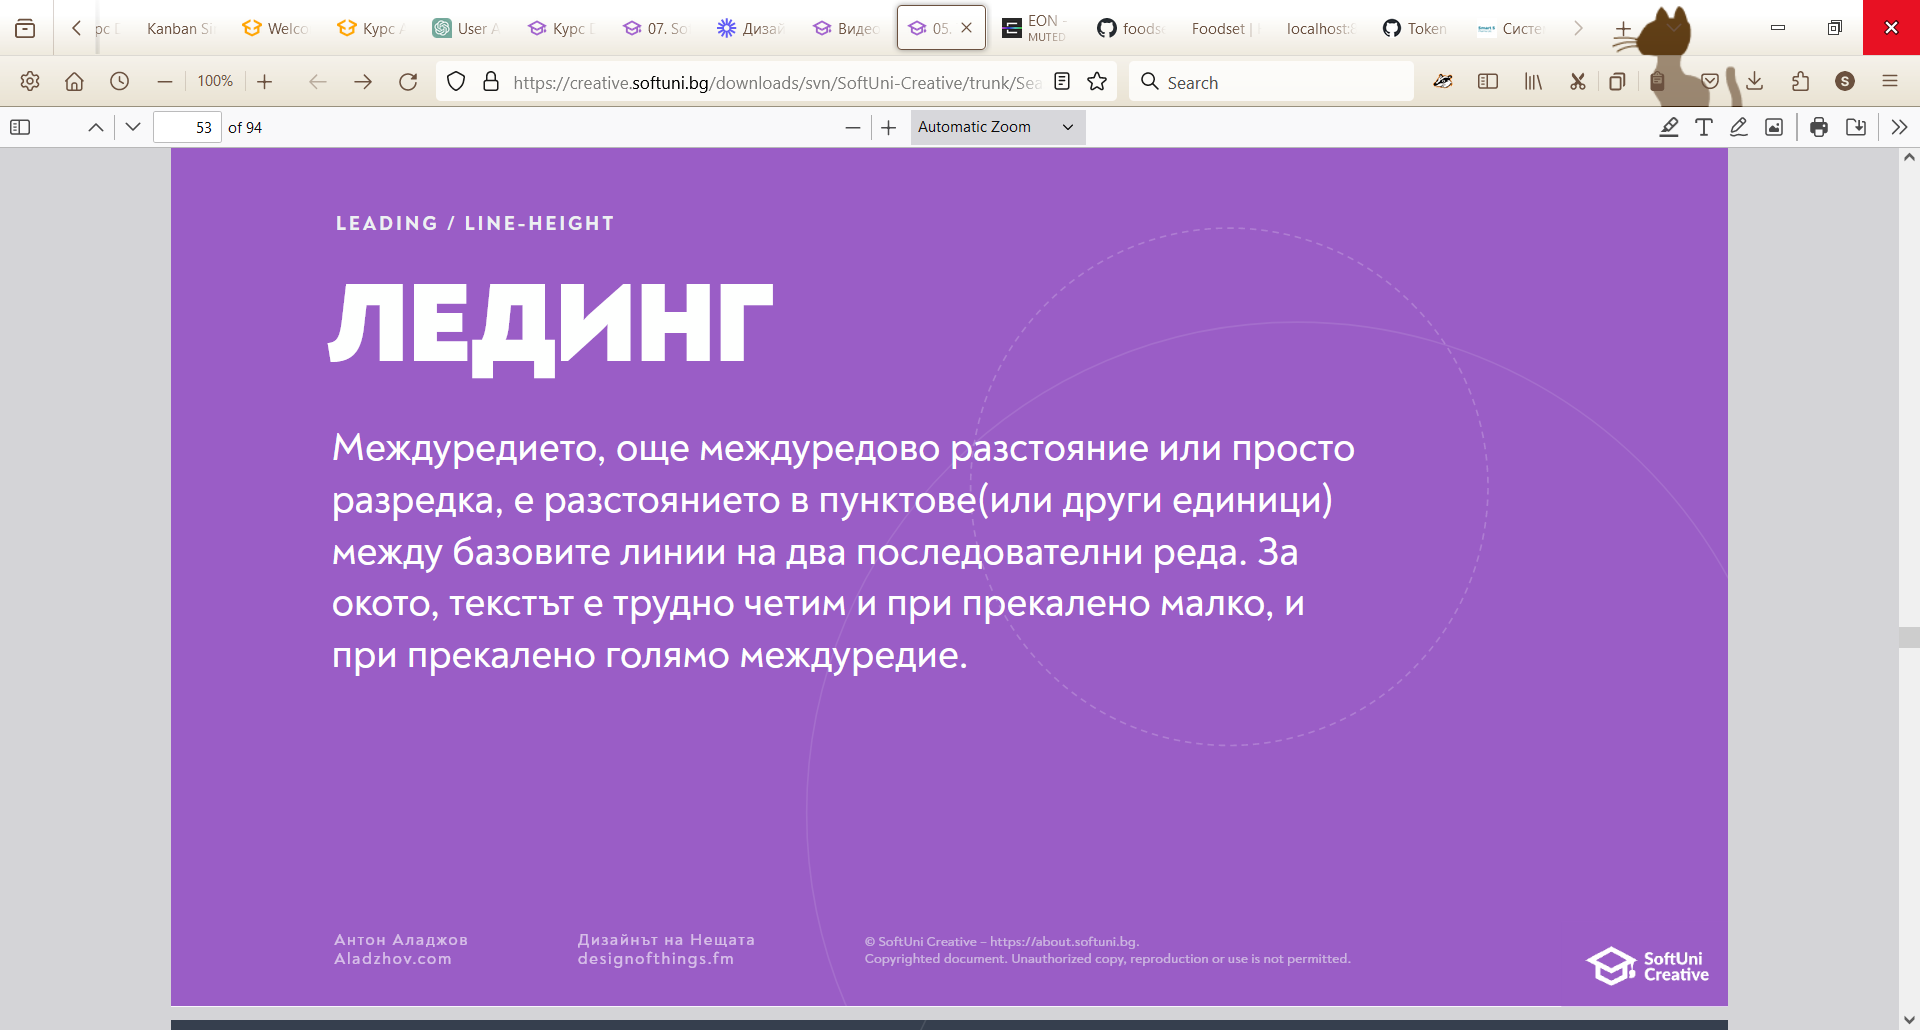 Kanban Si
Welco
Курс А
User A
Курс D
07. So
Дизай
Видео
05.
EON -
MUTED
foods
Foodset |
localhost:8
Token
Систе
100%
https://creative.softuni.bg/downloads/svn/SoftUni-Creative/trunk/Sea
Search
S
53 of 94
Automatic Zoom
LEADING / LINE-HEIGHT
ЛЕДИНГ
Междуредието, още междуредово разстояние или просто
разредка, е разстоянието в пунктове(или други единици)
между базовите линии на два последователни реда. За
окото, текстът е трудно четим и при прекалено малко, и
при прекалено голямо междуредие.
Антон Аладжов
Aladzhov.com
Дизайнът на Нещата
designofthings.fm
© SoftUni Creative – https://about.softuni.bg.
Copyrighted document. Unauthorized copy, reproduction or use is not permitted.
SoftUni
Creative